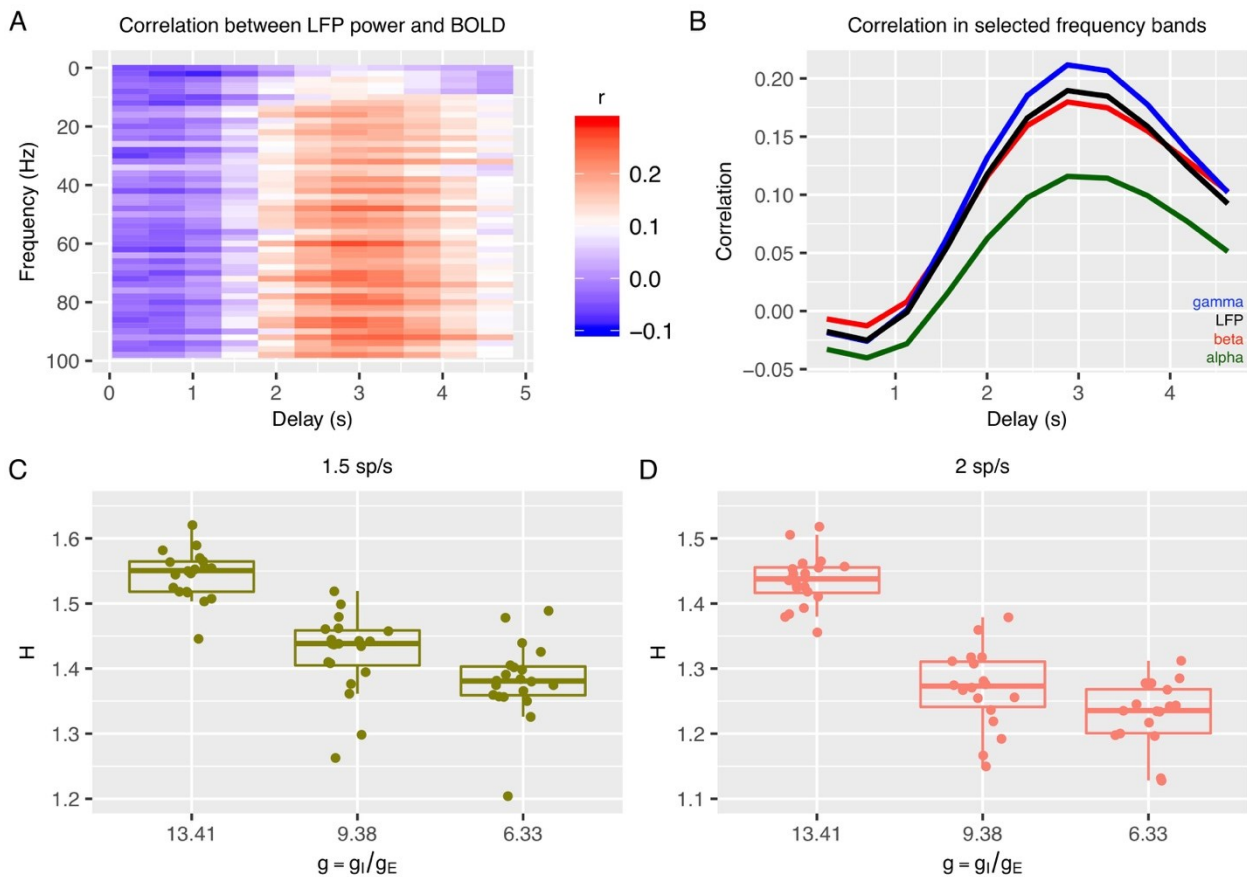 A
Correlation between LFP power and BOLD
0
20
40
60
80
100
Frequency (Hz)
0 1 2 3 4 5
Delay (s)
r
0.2
0.1
0.0
−0.1
B
Correlation in selected frequency bands
0.20
0.15
0.10
0.05
0.00
−0.05
Correlation
gamma
LFP
beta
alpha
1 2 3 4
Delay (s)
C
1.5 sp/s
1.6
1.5
1.4
1.3
1.2
H
13.41 9.38 6.33
g = gI/gE
D
2 sp/s
1.5
1.4
1.3
1.2
1.1
H
13.41 9.38 6.33
g = gI/gE